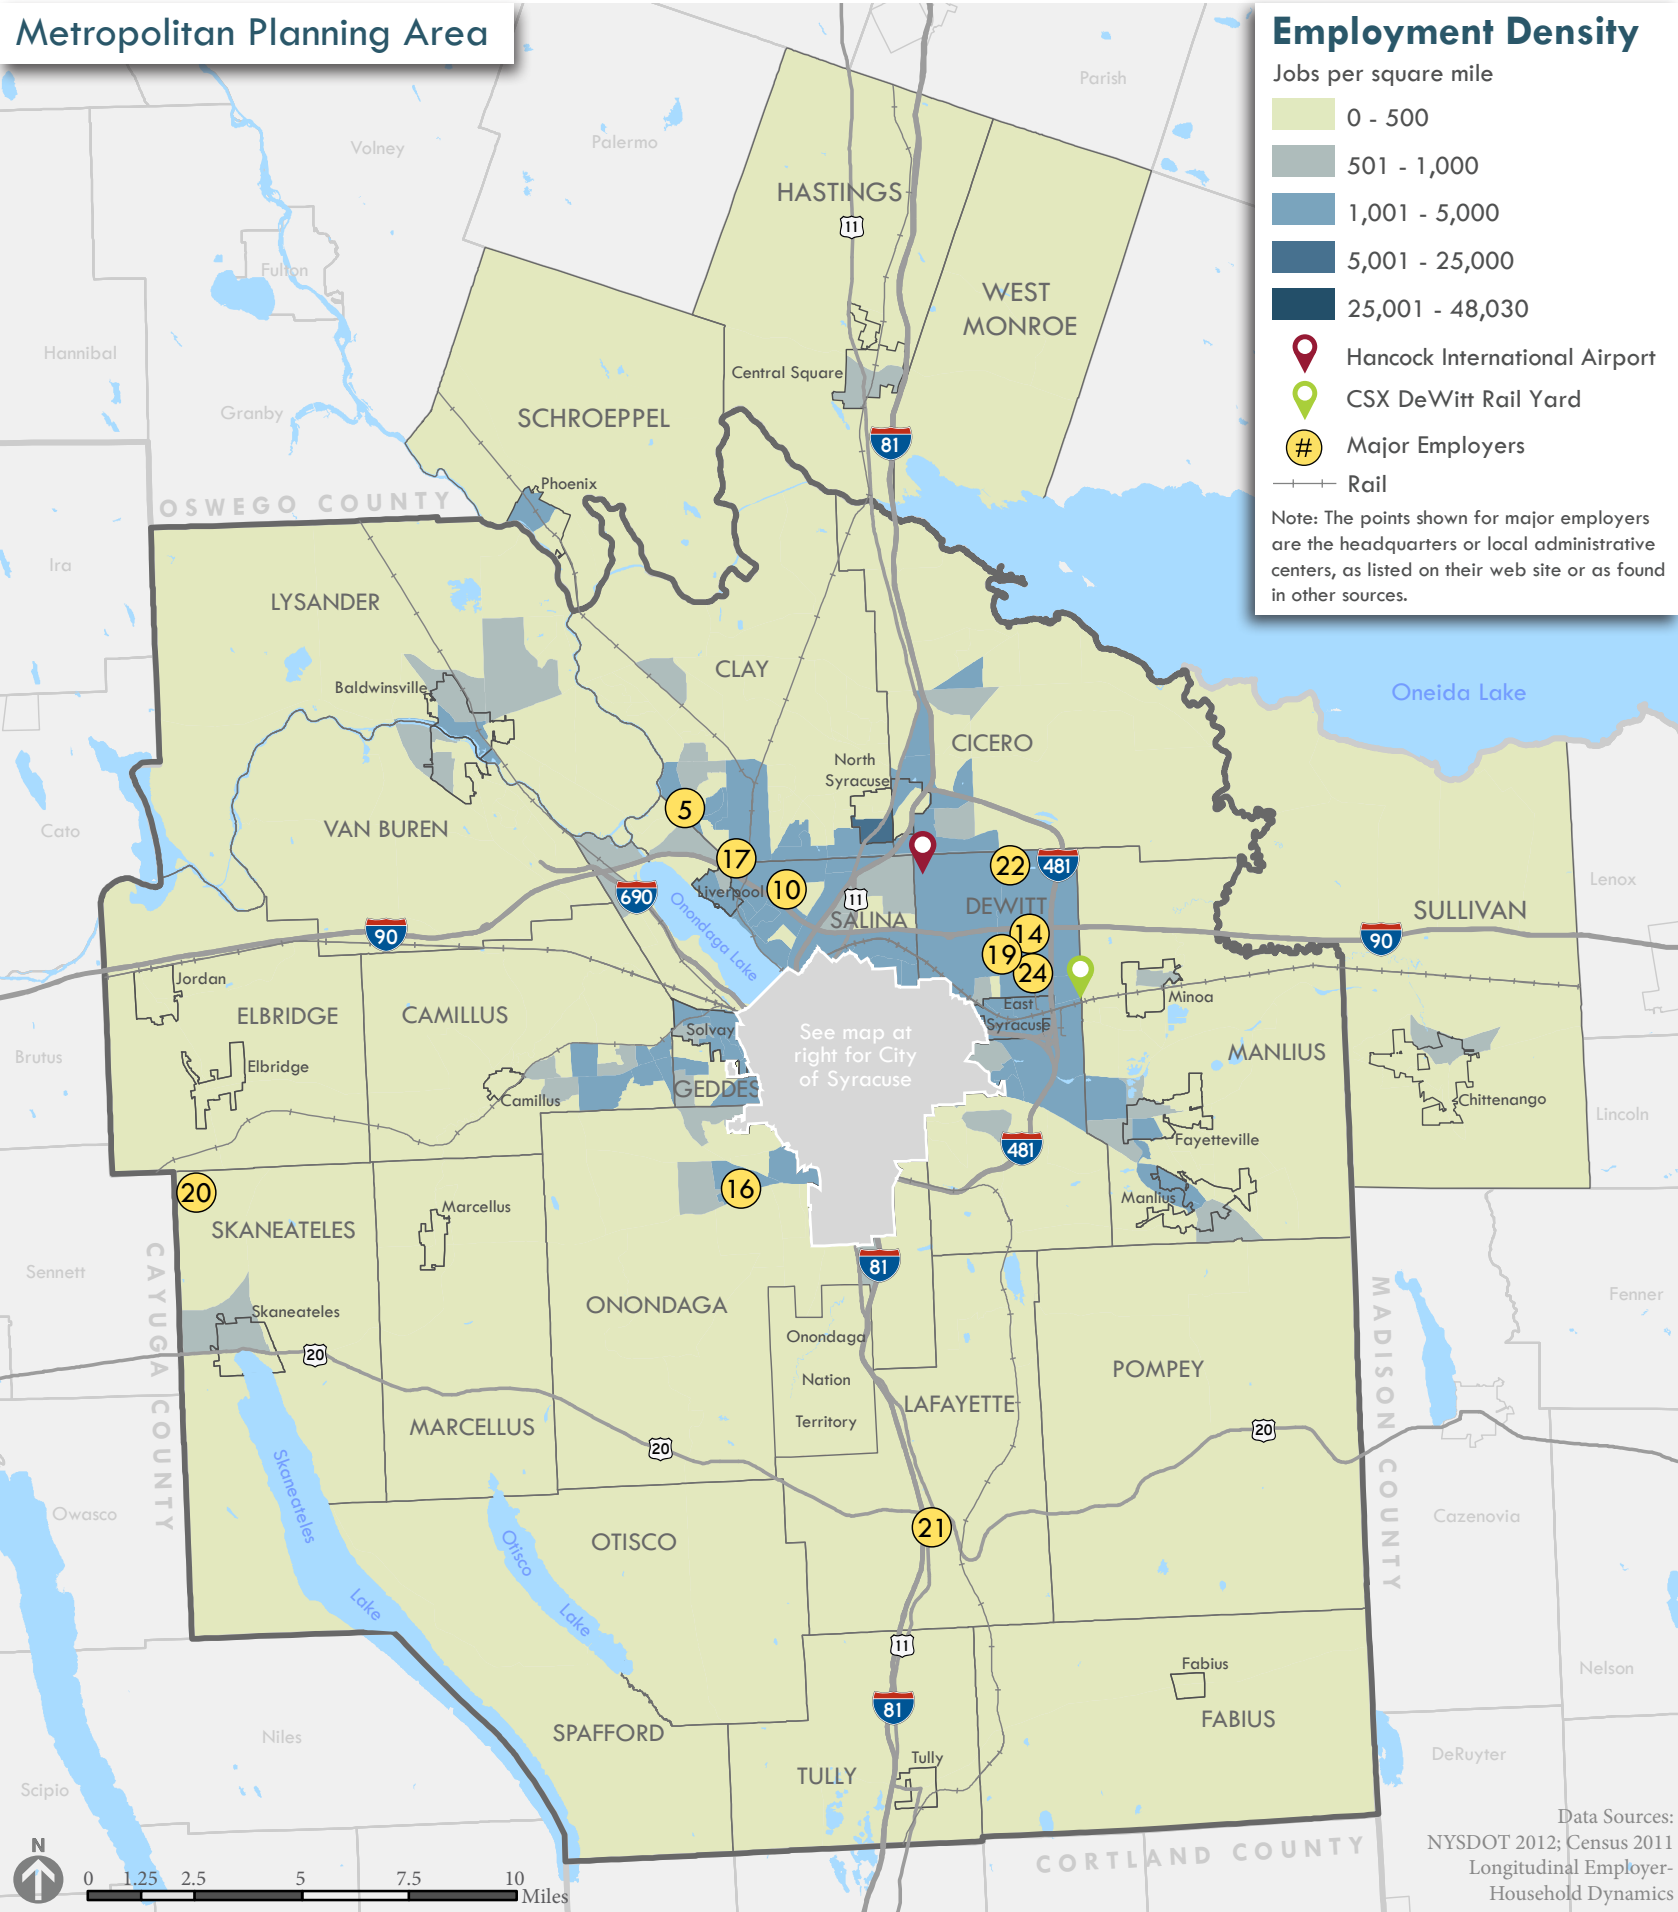 Metropolitan Planning Area
Employment Density
Jobs per square mile
0 - 500
501 - 1,000
1,001 - 5,000
5,001 - 25,000
25,001 - 48,030
Hancock International Airport
CSX DeWitt Rail Yard
# Major Employers
Rail
Note: The points shown for major employers
are the headquarters or local administrative
centers, as listed on their web site or as found
in other sources.
Parish
Volney
Palermo
HASTINGS
11
Fulton
WEST
MONROE
Hannibal
Central Square
Granby
SCHROEPPEL
81
Phoenix
OSWEGO COUNTY
Ira
LYSANDER
CLAY
Baldwinsville
Oneida Lake
CICERO
North
Syracuse
5
Cato
VAN BUREN
17
22
481
10
Liverpool
690
11
Lenox
Onondaga Lake
SALINA
DEWITT
SULLIVAN
90
14
90
19
24
Jordan
Minoa
East
Syracuse
ELBRIDGE
CAMILLUS
Solvay
See map at
right for City
of Syracuse
MANLIUS
Brutus
Elbridge
GEDDES
Camillus
Chittenango
Lincoln
Fayetteville
481
20
16
Manlius
Marcellus
SKANEATELES
CAYUGA COUNTY
Sennett
81
MADISON COUNTY
Fenner
Skaneateles
ONONDAGA
Onondaga
Nation
Territory
20
POMPEY
LAFAYETTE
MARCELLUS
20
20
Skaneateles
Lake
Owasco
Cazenovia
21
OTISCO
Otisco
Lake
11
Fabius
Nelson
81
FABIUS
SPAFFORD
Niles
Tully
DeRuyter
TULLY
Scipio
CORTLAND COUNTY
Data Sources:
NYSDOT 2012; Census 2011
Longitudinal Employer-
Household Dynamics
N
0 1.25 2.5 5 7.5 10
Miles